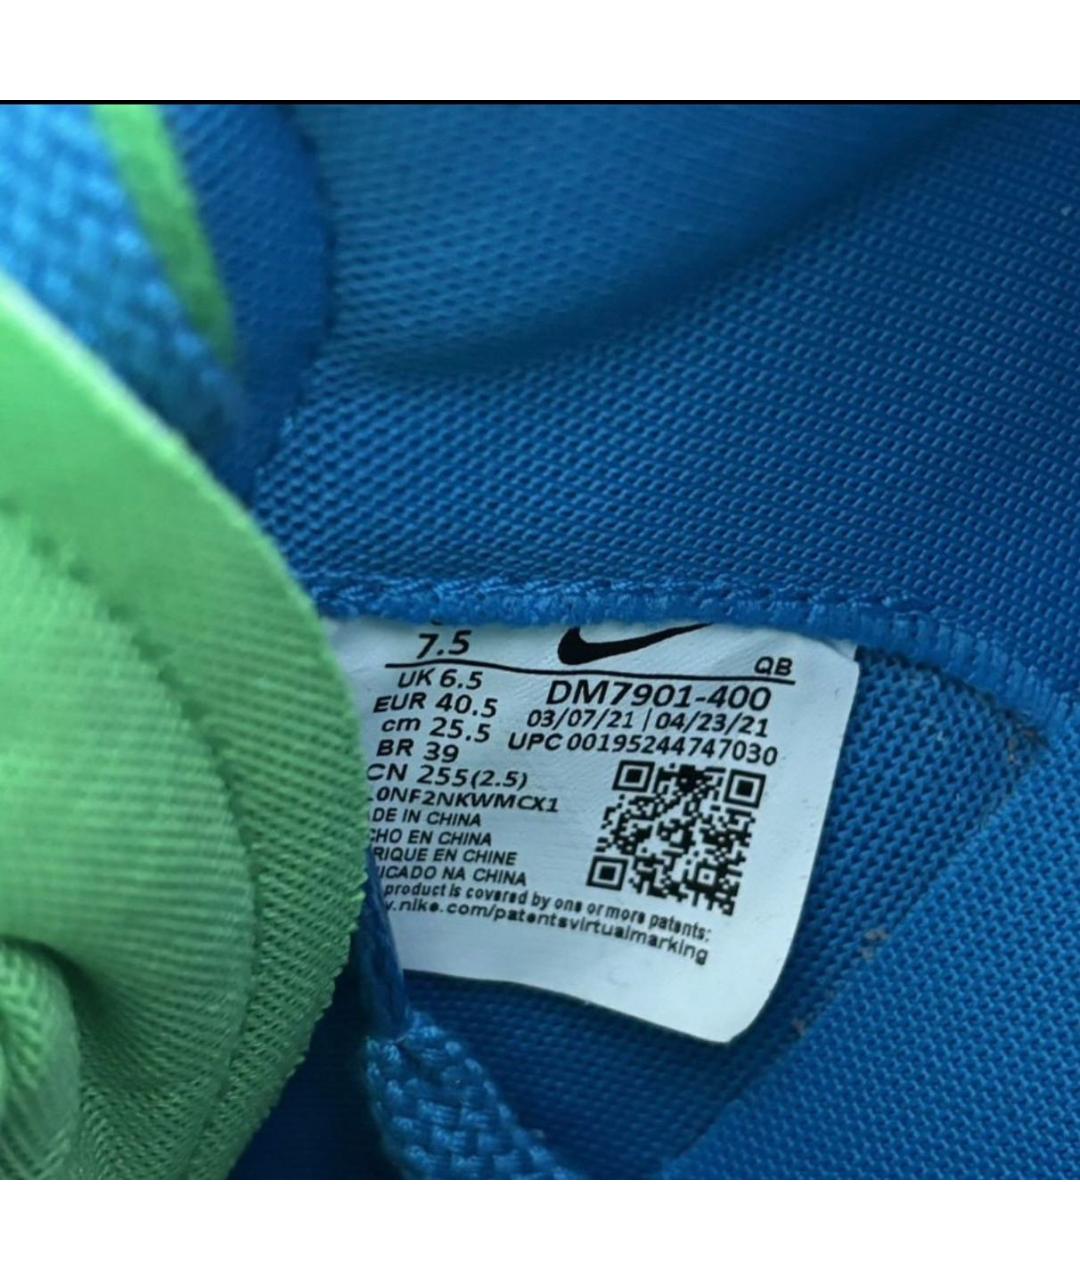 7.5
QB
UK 6.5
DM7901-400
EUR 40.5
03/07/21 | 04/23/21
cm 25.5
UPC 00195244747030
BR 39
CN 255(2.5)
0NF2NKWMCX1
DE IN CHINA
HO EN CHINA
RIQUE EN CHINE
ICADO NA CHINA
product is covered by one or more patents:
.nike.com/patentsvirtualmarking